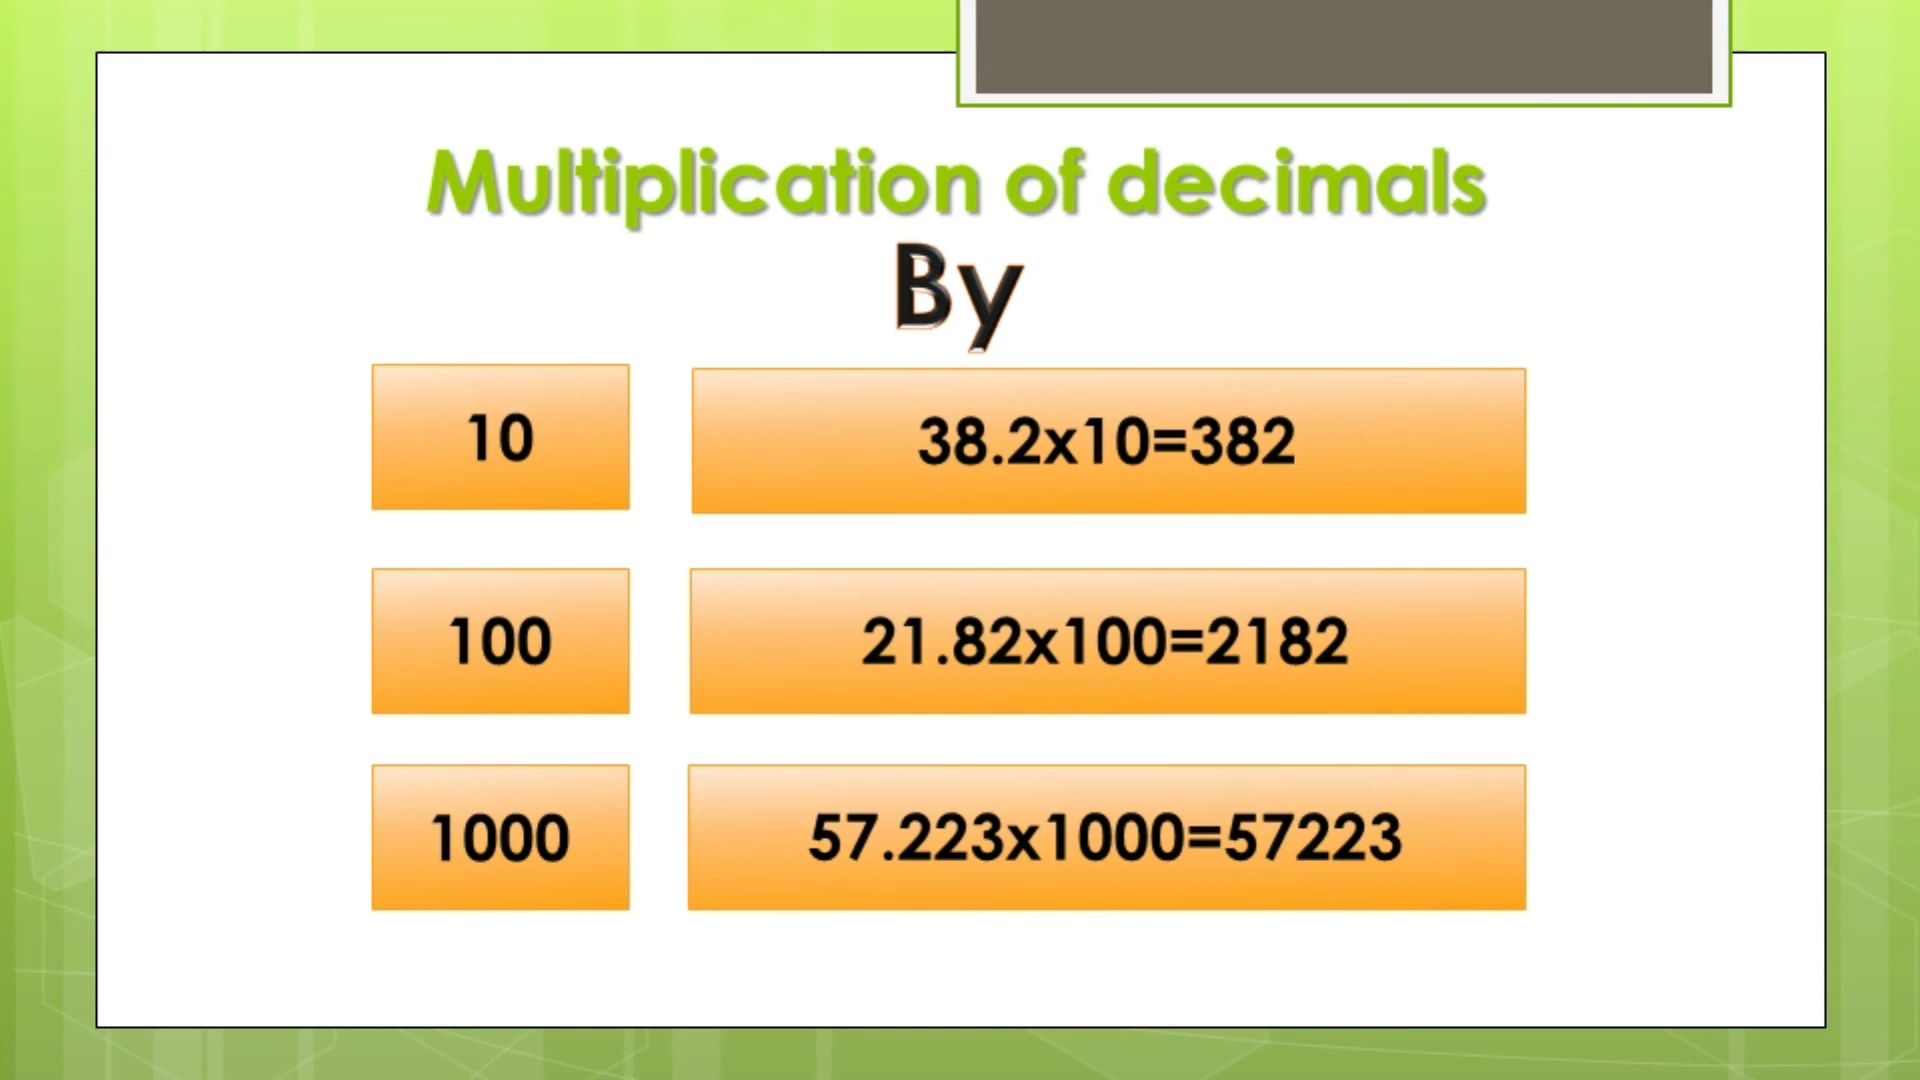 Multiplication of decimals
By
10
38.2x10=382
100
21.82x100=2182
1000
57.223x1000=57223